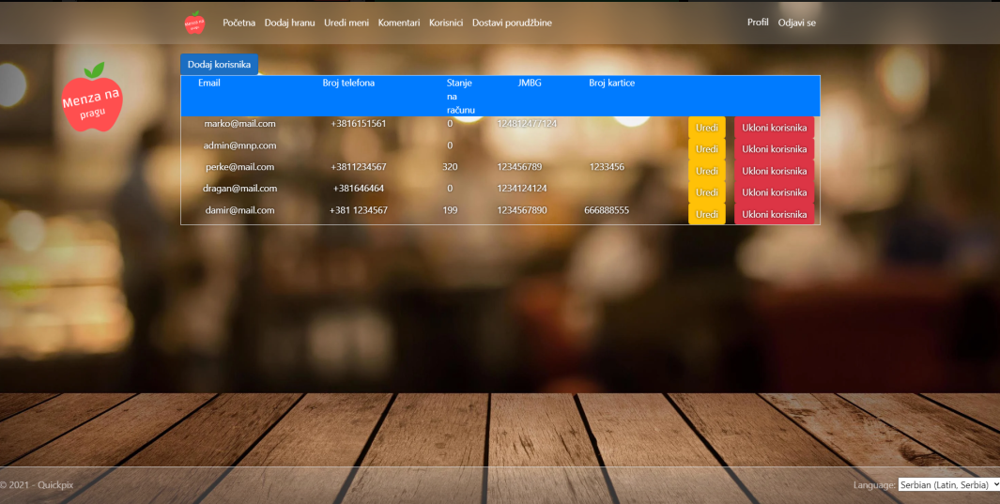 Menza na
pragu
Početna Dodaj hranu Uredi meni Komentari Korisnici Dostavi porudžbine Profil Odjavi se
Menza na
pragu
Dodaj korisnika
Email Broj telefona Stanje na računu JMBG Broj kartice
marko@mail.com +3816151561 0 124812477124 Uredi Ukloni korisnika
admin@mnp.com 0 Uredi Ukloni korisnika
perke@mail.com +3811234567 320 123456789 1233456 Uredi Ukloni korisnika
dragan@mail.com +381646464 0 1234124124 Uredi Ukloni korisnika
damir@mail.com +381 1234567 199 1234567890 666888555 Uredi Ukloni korisnika
© 2021 - Quickpix Language: Serbian (Latin, Serbia)